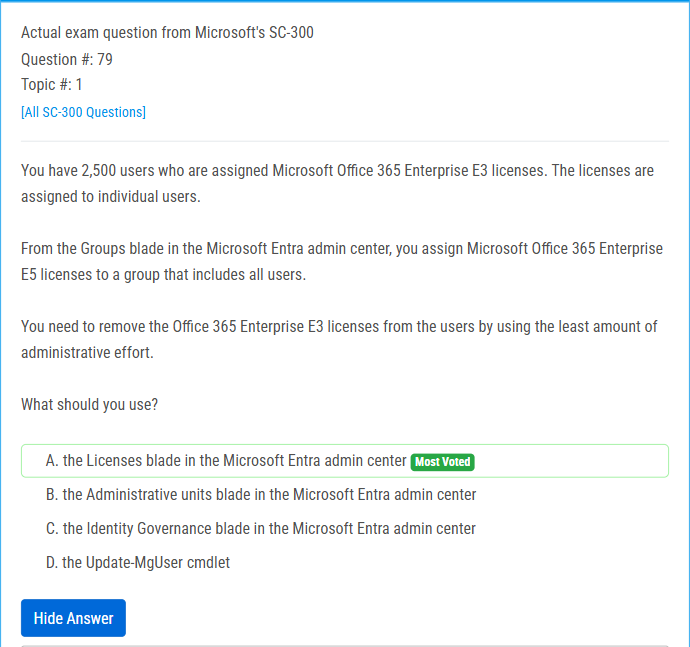 Actual exam question from Microsoft's SC-300
Question #: 79
Topic #: 1
[All SC-300 Questions]
You have 2,500 users who are assigned Microsoft Office 365 Enterprise E3 licenses. The licenses are
assigned to individual users.
From the Groups blade in the Microsoft Entra admin center, you assign Microsoft Office 365 Enterprise
E5 licenses to a group that includes all users.
You need to remove the Office 365 Enterprise E3 licenses from the users by using the least amount of
administrative effort.
What should you use?
A. the Licenses blade in the Microsoft Entra admin center Most Voted
B. the Administrative units blade in the Microsoft Entra admin center
C. the Identity Governance blade in the Microsoft Entra admin center
D. the Update-MgUser cmdlet
Hide Answer